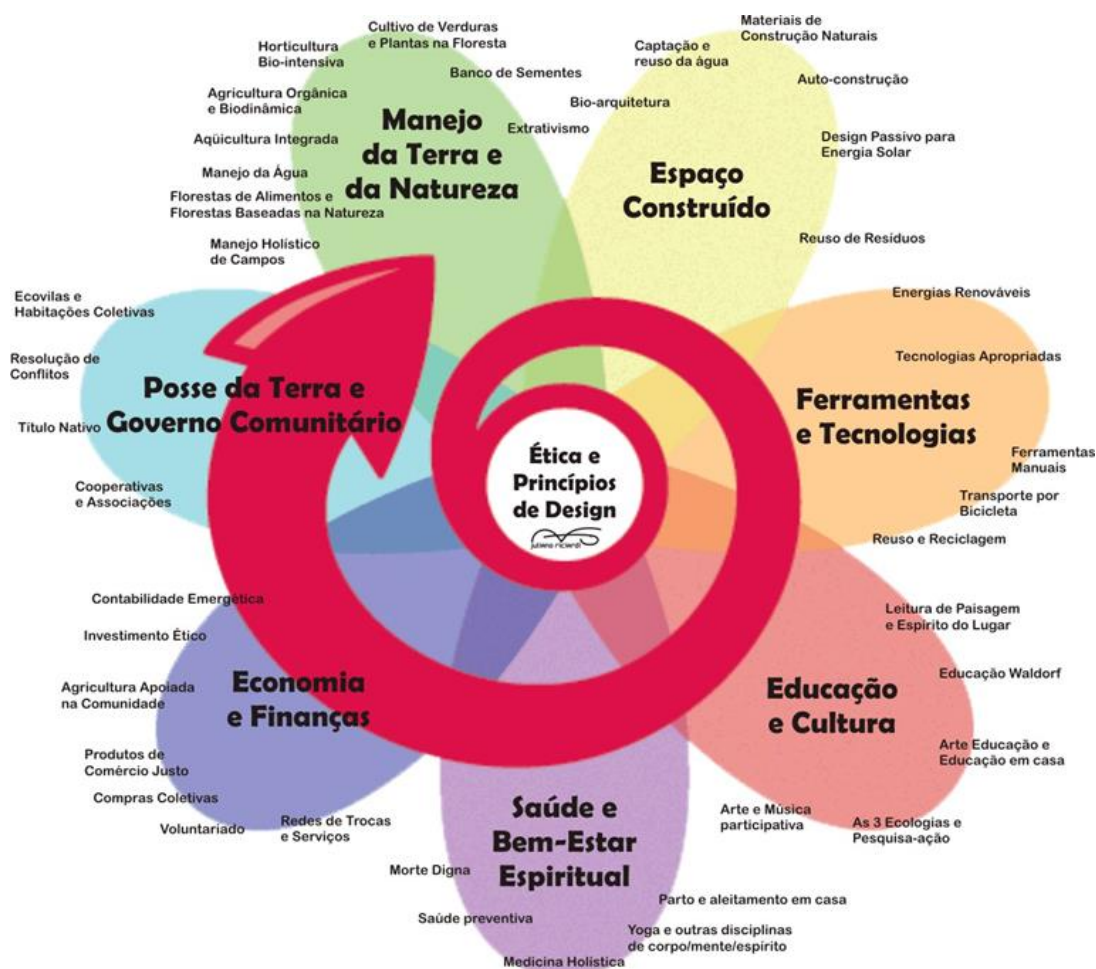 Cultivo de Verduras
e Plantas na Floresta
Horticultura
Bio-intensiva
Banco de Sementes
Agricultura Orgânica
e Biodinâmica
Extrativismo
Aqüicultura Integrada
Manejo da Água
Florestas de Alimentos e
Florestas Baseadas na Natureza
Manejo Holístico
de Campos
Manejo
da Terra e
da Natureza
Materiais de
Construção Naturais
Captação e
reuso da água
Auto-construção
Bio-arquitetura
Design Passivo para
Energia Solar
Reuso de Resíduos
Espaço
Construído
Energias Renováveis
Tecnologias Apropriadas
Ferramentas
e Tecnologias
Ferramentas
Manuais
Transporte por
Bicicleta
Reuso e Reciclagem
Leitura de Paisagem
e Espírito do Lugar
Educação Waldorf
Educação
e Cultura
Arte Educação e
Educação em casa
Arte e Música
participativa
As 3 Ecologias e
Pesquisa-ação
Saúde e
Bem-Estar
Espiritual
Morte Digna
Parto e aleitamento em casa
Saúde preventiva
Yoga e outras disciplinas
de corpo/mente/espírito
Medicina Holística
Contabilidade Emergética
Investimento Ético
Economia
e Finanças
Agricultura Apoiada
na Comunidade
Produtos de
Comércio Justo
Compras Coletivas
Voluntariado
Redes de Trocas
e Serviços
Ecovilas e
Habitações Coletivas
Resolução de
Conflitos
Posse da Terra e
Governo Comunitário
Título Nativo
Cooperativas
e Associações
Ética e
Princípios
de Design